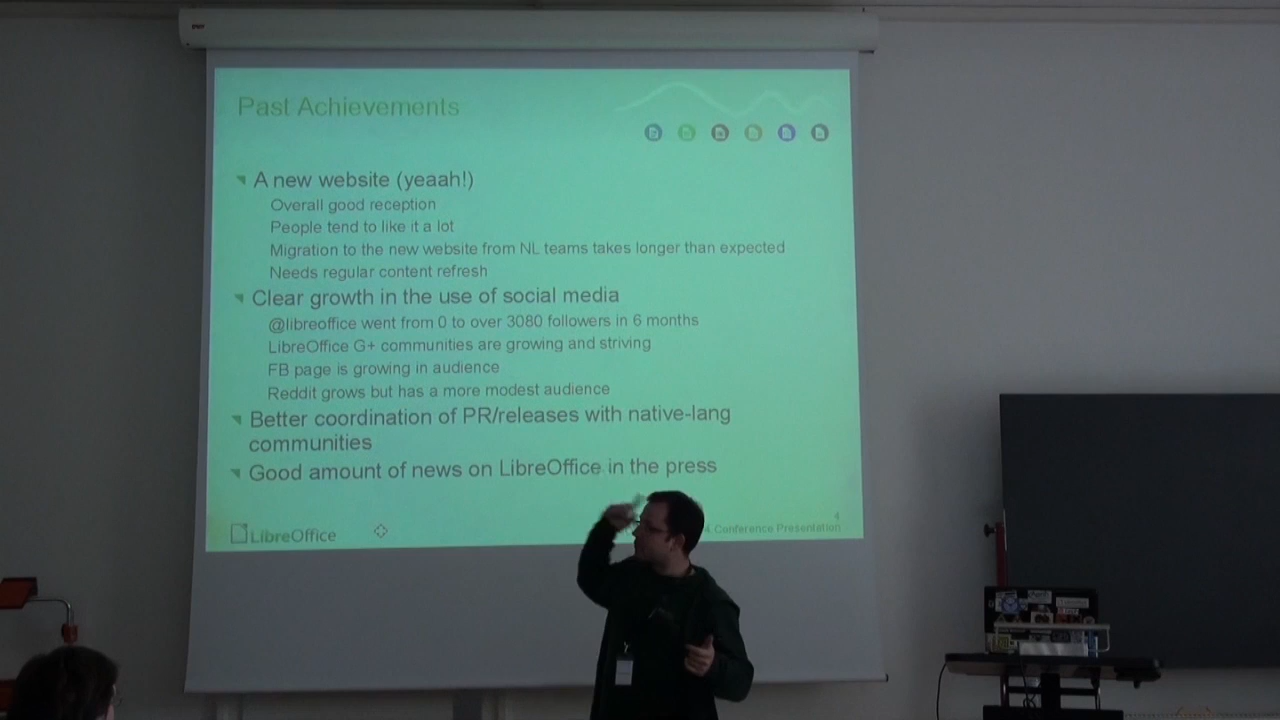 Past Achievements
A new website (yeaah!)
Overall good reception
People tend to like it a lot
Migration to the new website from NL teams takes longer than expected
Needs regular content refresh
Clear growth in the use of social media
@libreoffice went from 0 to over 3080 followers in 6 months
LibreOffice G+ communities are growing and striving
FB page is growing in audience
Reddit grows but has a more modest audience
Better coordination of PR/releases with native-lang
communities
Good amount of news on LibreOffice in the press
4
LibreOffice
Conference Presentation